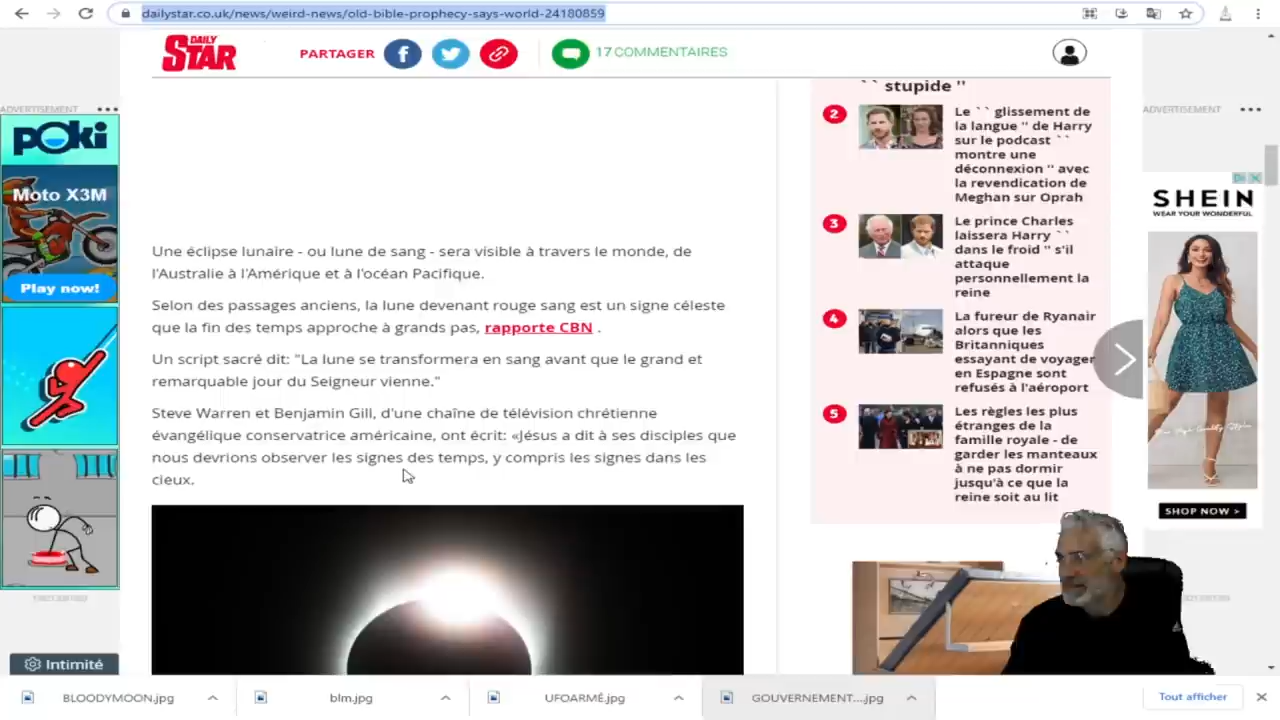 dailystar.co.uk/news/weird-news/old-bible-prophecy-says-world-24180859
DAILY
STAR
PARTAGER
17 COMMENTAIRES
ADVERTISEMENT
poki
Moto X3M
Play now!
Une éclipse lunaire - ou lune de sang - sera visible à travers le monde, de
l'Australie à l'Amérique et à l'océan Pacifique.
Selon des passages anciens, la lune devenant rouge sang est un signe céleste
que la fin des temps approche à grands pas, rapporte CBN .
Un script sacré dit: "La lune se transformera en sang avant que le grand et
remarquable jour du Seigneur vienne."
Steve Warren et Benjamin Gill, d'une chaîne de télévision chrétienne
évangélique conservatrice américaine, ont écrit: «Jésus a dit à ses disciples que
nous devrions observer les signes des temps, y compris les signes dans les
cieux.
`` stupide ''
2
Le `` glissement de
la langue '' de Harry
sur le podcast ``
montre une
déconnexion '' avec
la revendication de
Meghan sur Oprah
3
Le prince Charles
laissera Harry ``
dans le froid '' s'il
attaque
personnellement la
reine
4
La fureur de Ryanair
alors que les
Britanniques
essayant de voyager
en Espagne sont
refusés à l'aéroport
5
Les règles les plus
étranges de la
famille royale - de
garder les manteaux
à ne pas dormir
jusqu'à ce que la
reine soit au lit
ADVERTISEMENT
SHEIN
WEAR YOUR WONDERFUL
SHOP NOW >
Intimité
BLOODYMOON.jpg
blm.jpg
UFOARMÉ.jpg
GOUVERNEMENT....jpg
Tout afficher